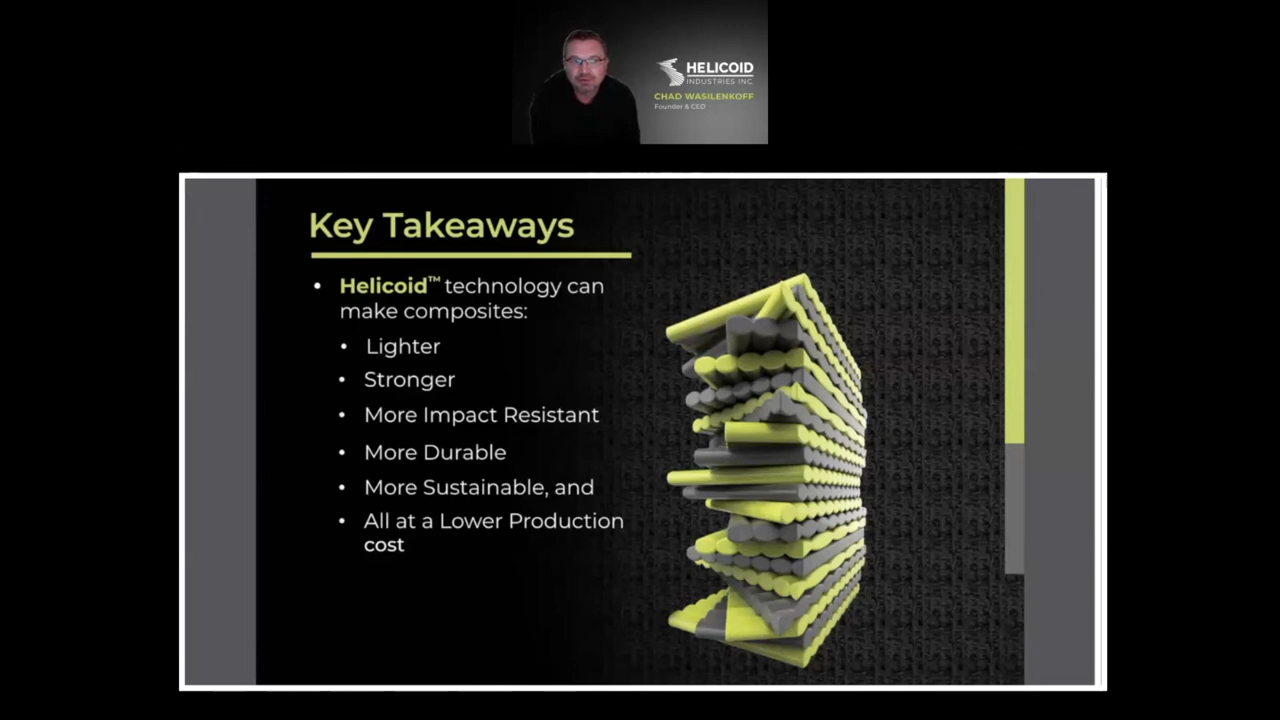 HELICOID
INDUSTRIES INC.
CHAD WASILENKOFF
Founder & CEO
Key Takeaways
• Helicoid™ technology can
make composites:
• Lighter
• Stronger
• More Impact Resistant
• More Durable
• More Sustainable, and
• All at a Lower Production
cost